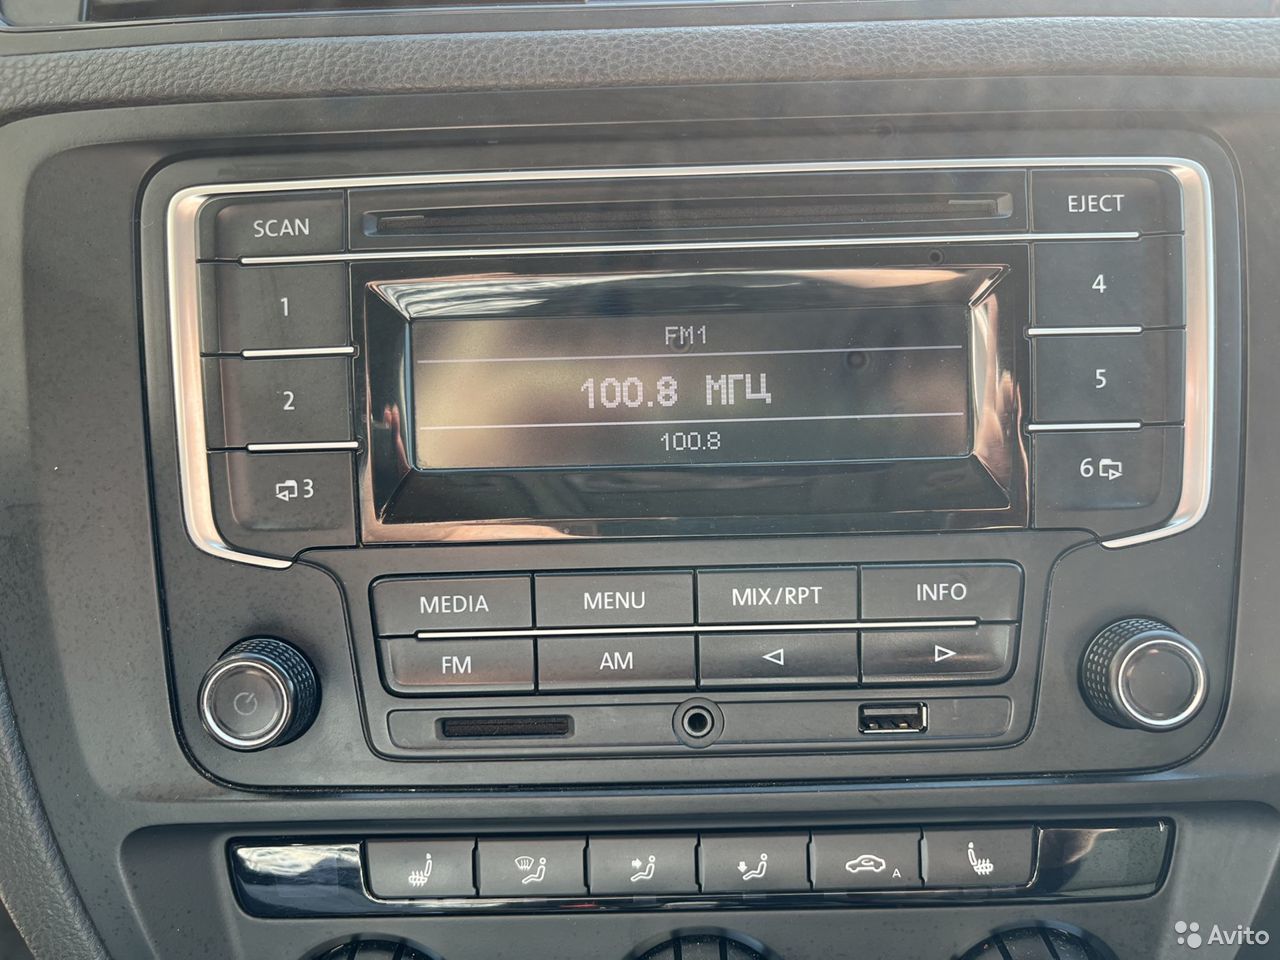 SCAN
EJECT
1
4
FM1
100.8 МГЦ
100.8
2
5
3
6
MEDIA
MENU
MIX/RPT
INFO
FM
AM
A
Avito